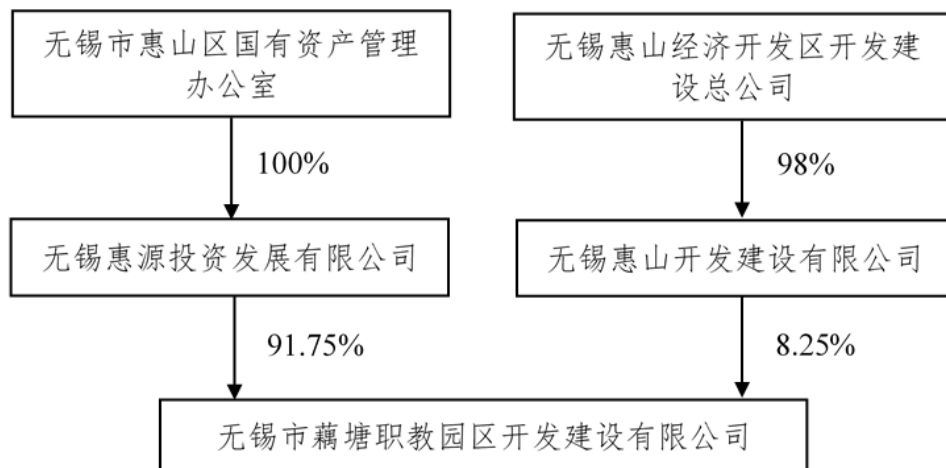 无锡市惠山区国有资产管理
办公室
无锡惠山经济开发区开发建
设总公司
100%
98%
无锡惠源投资发展有限公司
无锡惠山开发建设有限公司
91.75%
8.25%
无锡市藕塘职教园区开发建设有限公司